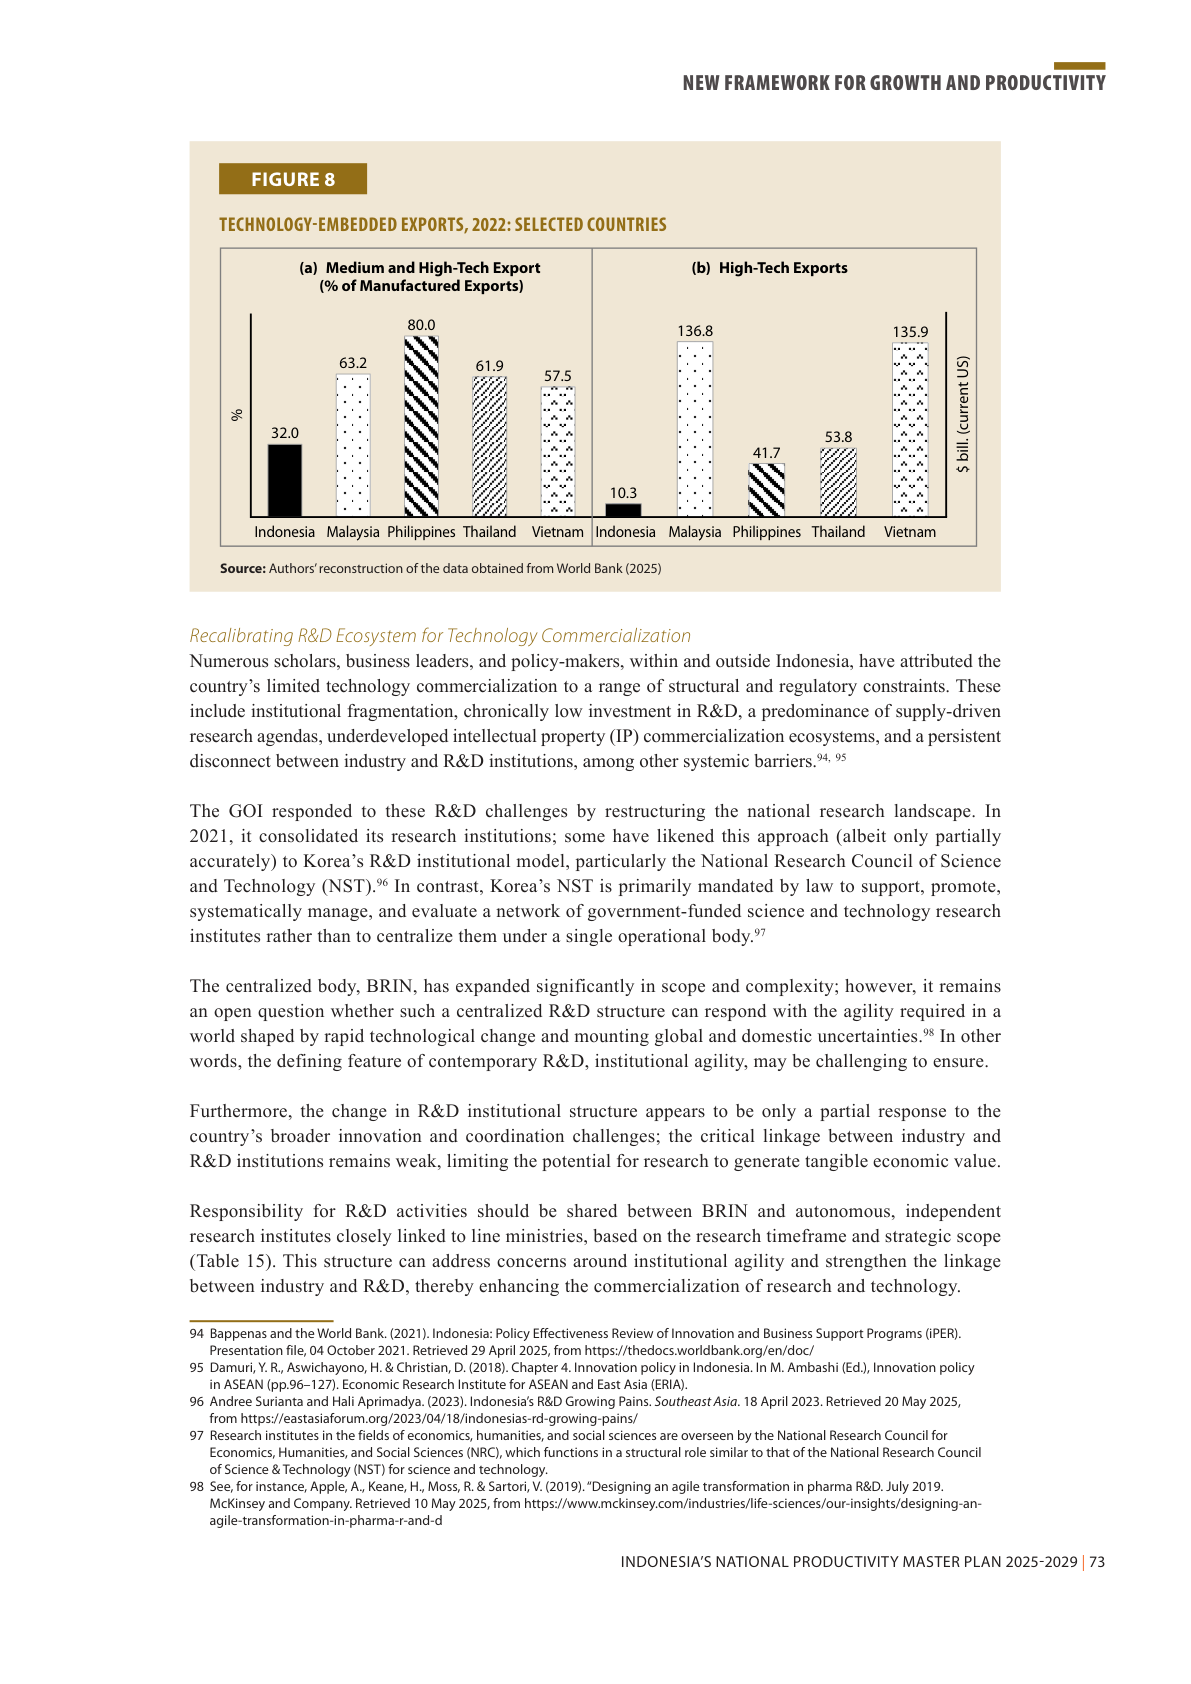 NEW FRAMEWORK FOR GROWTH AND PRODUCTIVITY
FIGURE 8
TECHNOLOGY-EMBEDDED EXPORTS, 2022: SELECTED COUNTRIES
(a) Medium and High-Tech Export
(% of Manufactured Exports)
%
32.0
63.2
80.0
61.9
57.5
Indonesia Malaysia Philippines Thailand Vietnam
(b) High-Tech Exports
10.3
136.8
41.7
53.8
135.9
$ bill. (current US)
Indonesia Malaysia Philippines Thailand Vietnam
Source: Authors' reconstruction of the data obtained from World Bank (2025)
Recalibrating R&D Ecosystem for Technology Commercialization
Numerous scholars, business leaders, and policy-makers, within and outside Indonesia, have attributed the
country's limited technology commercialization to a range of structural and regulatory constraints. These
include institutional fragmentation, chronically low investment in R&D, a predominance of supply-driven
research agendas, underdeveloped intellectual property (IP) commercialization ecosystems, and a persistent
disconnect between industry and R&D institutions, among other systemic barriers.94, 95
The GOI responded to these R&D challenges by restructuring the national research landscape. In
2021, it consolidated its research institutions; some have likened this approach (albeit only partially
accurately) to Korea's R&D institutional model, particularly the National Research Council of Science
and Technology (NST).96 In contrast, Korea's NST is primarily mandated by law to support, promote,
systematically manage, and evaluate a network of government-funded science and technology research
institutes rather than to centralize them under a single operational body.97
The centralized body, BRIN, has expanded significantly in scope and complexity; however, it remains
an open question whether such a centralized R&D structure can respond with the agility required in a
world shaped by rapid technological change and mounting global and domestic uncertainties.98 In other
words, the defining feature of contemporary R&D, institutional agility, may be challenging to ensure.
Furthermore, the change in R&D institutional structure appears to be only a partial response to the
country's broader innovation and coordination challenges; the critical linkage between industry and
R&D institutions remains weak, limiting the potential for research to generate tangible economic value.
Responsibility for R&D activities should be shared between BRIN and autonomous, independent
research institutes closely linked to line ministries, based on the research timeframe and strategic scope
(Table 15). This structure can address concerns around institutional agility and strengthen the linkage
between industry and R&D, thereby enhancing the commercialization of research and technology.
94 Bappenas and the World Bank. (2021). Indonesia: Policy Effectiveness Review of Innovation and Business Support Programs (iPER).
Presentation file, 04 October 2021. Retrieved 29 April 2025, from https://thedocs.worldbank.org/en/doc/
95 Damuri, Y. R., Aswichayono, H. & Christian, D. (2018). Chapter 4. Innovation policy in Indonesia. In M. Ambashi (Ed.), Innovation policy
in ASEAN (pp.96–127). Economic Research Institute for ASEAN and East Asia (ERIA).
96 Andree Surianta and Hali Aprimadya. (2023). Indonesia's R&D Growing Pains. Southeast Asia. 18 April 2023. Retrieved 20 May 2025,
from https://eastasiaforum.org/2023/04/18/indonesias-rd-growing-pains/
97 Research institutes in the fields of economics, humanities, and social sciences are overseen by the National Research Council for
Economics, Humanities, and Social Sciences (NRC), which functions in a structural role similar to that of the National Research Council
of Science & Technology (NST) for science and technology.
98 See, for instance, Apple, A., Keane, H., Moss, R. & Sartori, V. (2019). "Designing an agile transformation in pharma R&D. July 2019.
McKinsey and Company. Retrieved 10 May 2025, from https://www.mckinsey.com/industries/life-sciences/our-insights/designing-an-
agile-transformation-in-pharma-r-and-d
INDONESIA'S NATIONAL PRODUCTIVITY MASTER PLAN 2025-2029 | 73